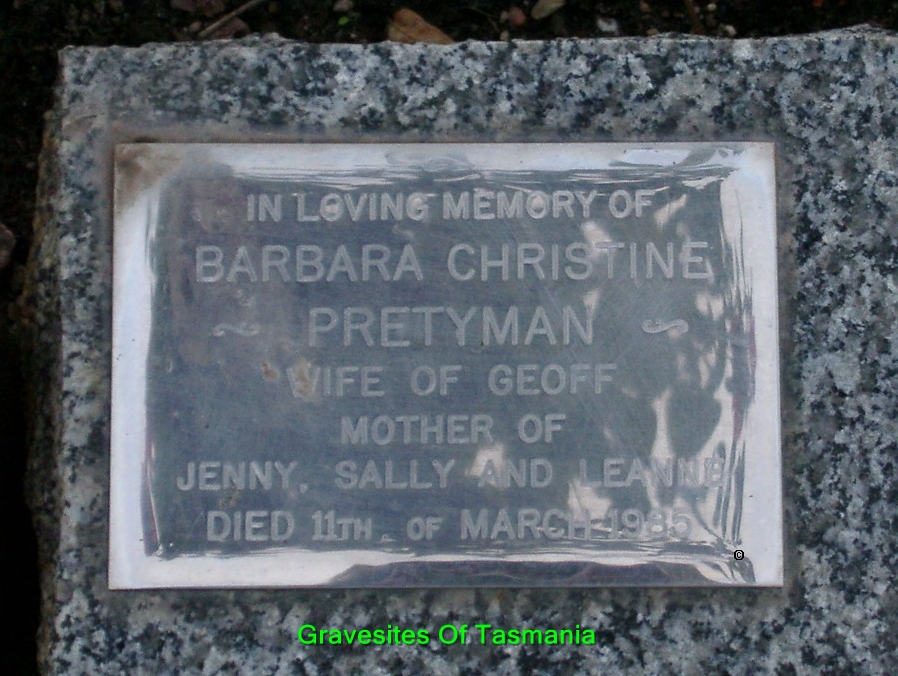 IN LOVING MEMORY OF
BARBARA CHRISTINE
~ PRETYMAN ~
WIFE OF GEOFF
MOTHER OF
JENNY, SALLY AND LEANNE
DIED 11TH. OF MARCH 1985
©
Gravesites Of Tasmania